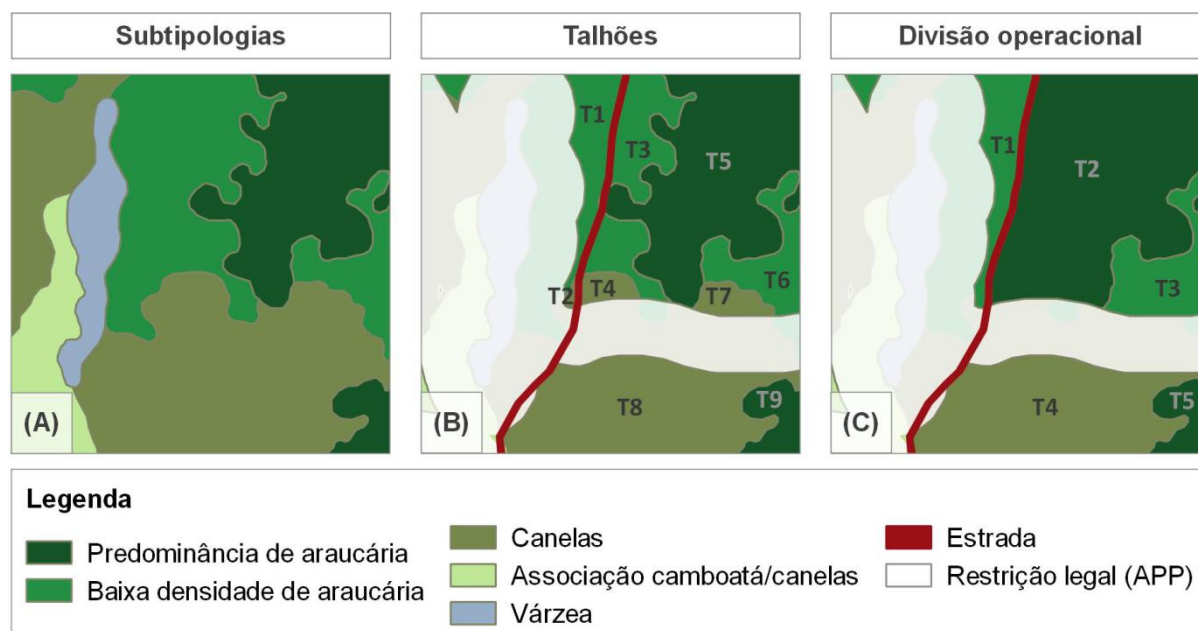 Subtipologias
Talhões
Divisão operacional
(A)
T1
T3
T5
T2
T4
T7
T6
T8
T9
(B)
T1
T2
T3
T4
T5
(C)
Legenda
Predominância de araucária
Baixa densidade de araucária
Canelas
Associação camboatá/canelas
Várzea
Estrada
Restrição legal (APP)